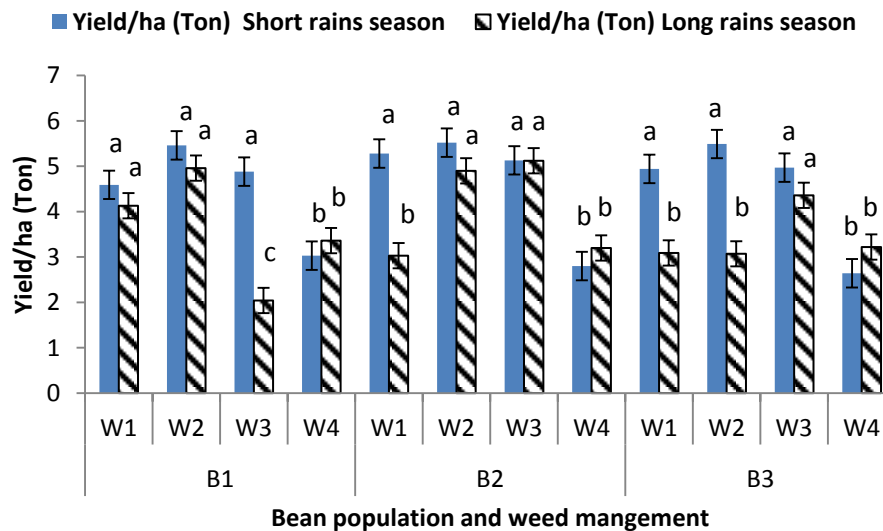 Yield/ha (Ton) Short rains season Yield/ha (Ton) Long rains season
Yield/ha (Ton)
7
6
5
4
3
2
1
0
a a a a a c b b a b a a a a b b a b a b a a b b
W1 W2 W3 W4 W1 W2 W3 W4 W1 W2 W3 W4
B1 B2 B3
Bean population and weed mangement